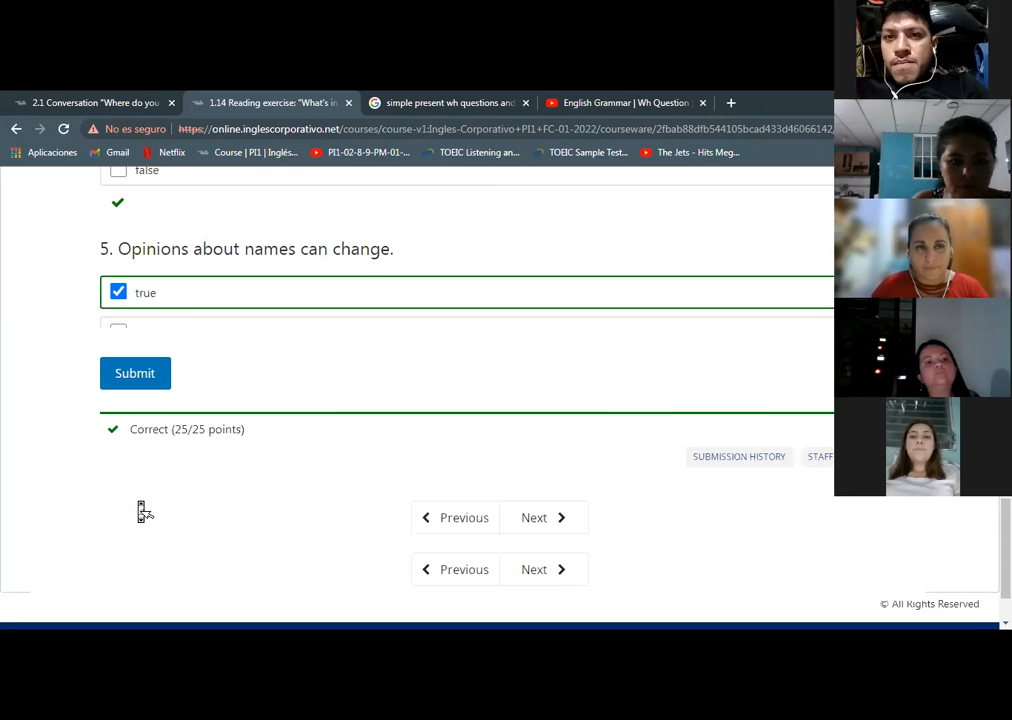 2.1 Conversation "Where do you
1.14 Reading exercise: "What's in
simple present wh questions and
English Grammar | Wh Question
No es seguro
https://online.inglescorporativo.net/courses/course-v1:Ingles-Corporativo+PI1+FC-01-2022/courseware/2fbab88dfb544105bcad433d46066142/
Aplicaciones
Gmail
Netflix
Course | PI1 | Inglés...
PI1-02-8-9-PM-01-...
TOEIC Listening an...
TOEIC Sample Test...
The Jets - Hits Meg...
false
5. Opinions about names can change.
true
Submit
Correct (25/25 points)
SUBMISSION HISTORY
STAFF
Previous
Next
Previous
Next
© All Rights Reserved